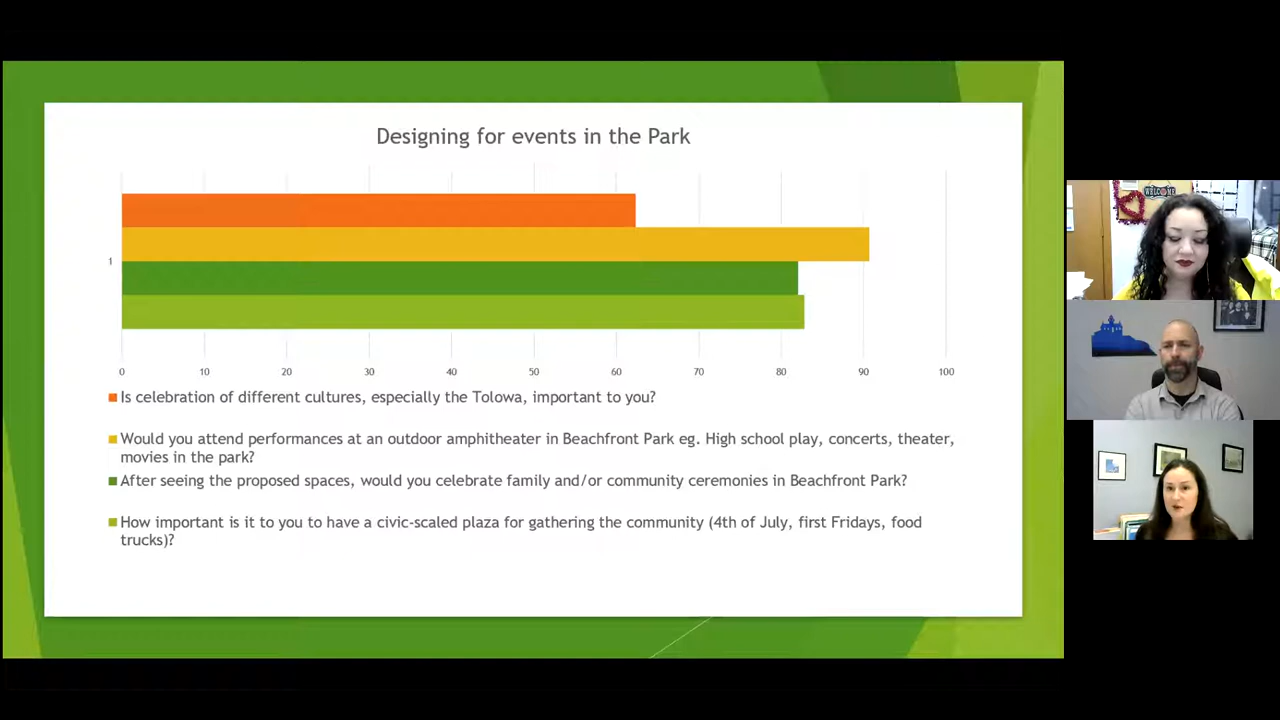 Designing for events in the Park
1
0 10 20 30 40 50 60 70 80 90 100
Is celebration of different cultures, especially the Tolowa, important to you?
Would you attend performances at an outdoor amphitheater in Beachfront Park eg. High school play, concerts, theater,
movies in the park?
After seeing the proposed spaces, would you celebrate family and/or community ceremonies in Beachfront Park?
How important is it to you to have a civic-scaled plaza for gathering the community (4th of July, first Fridays, food
trucks)?
WELCOME